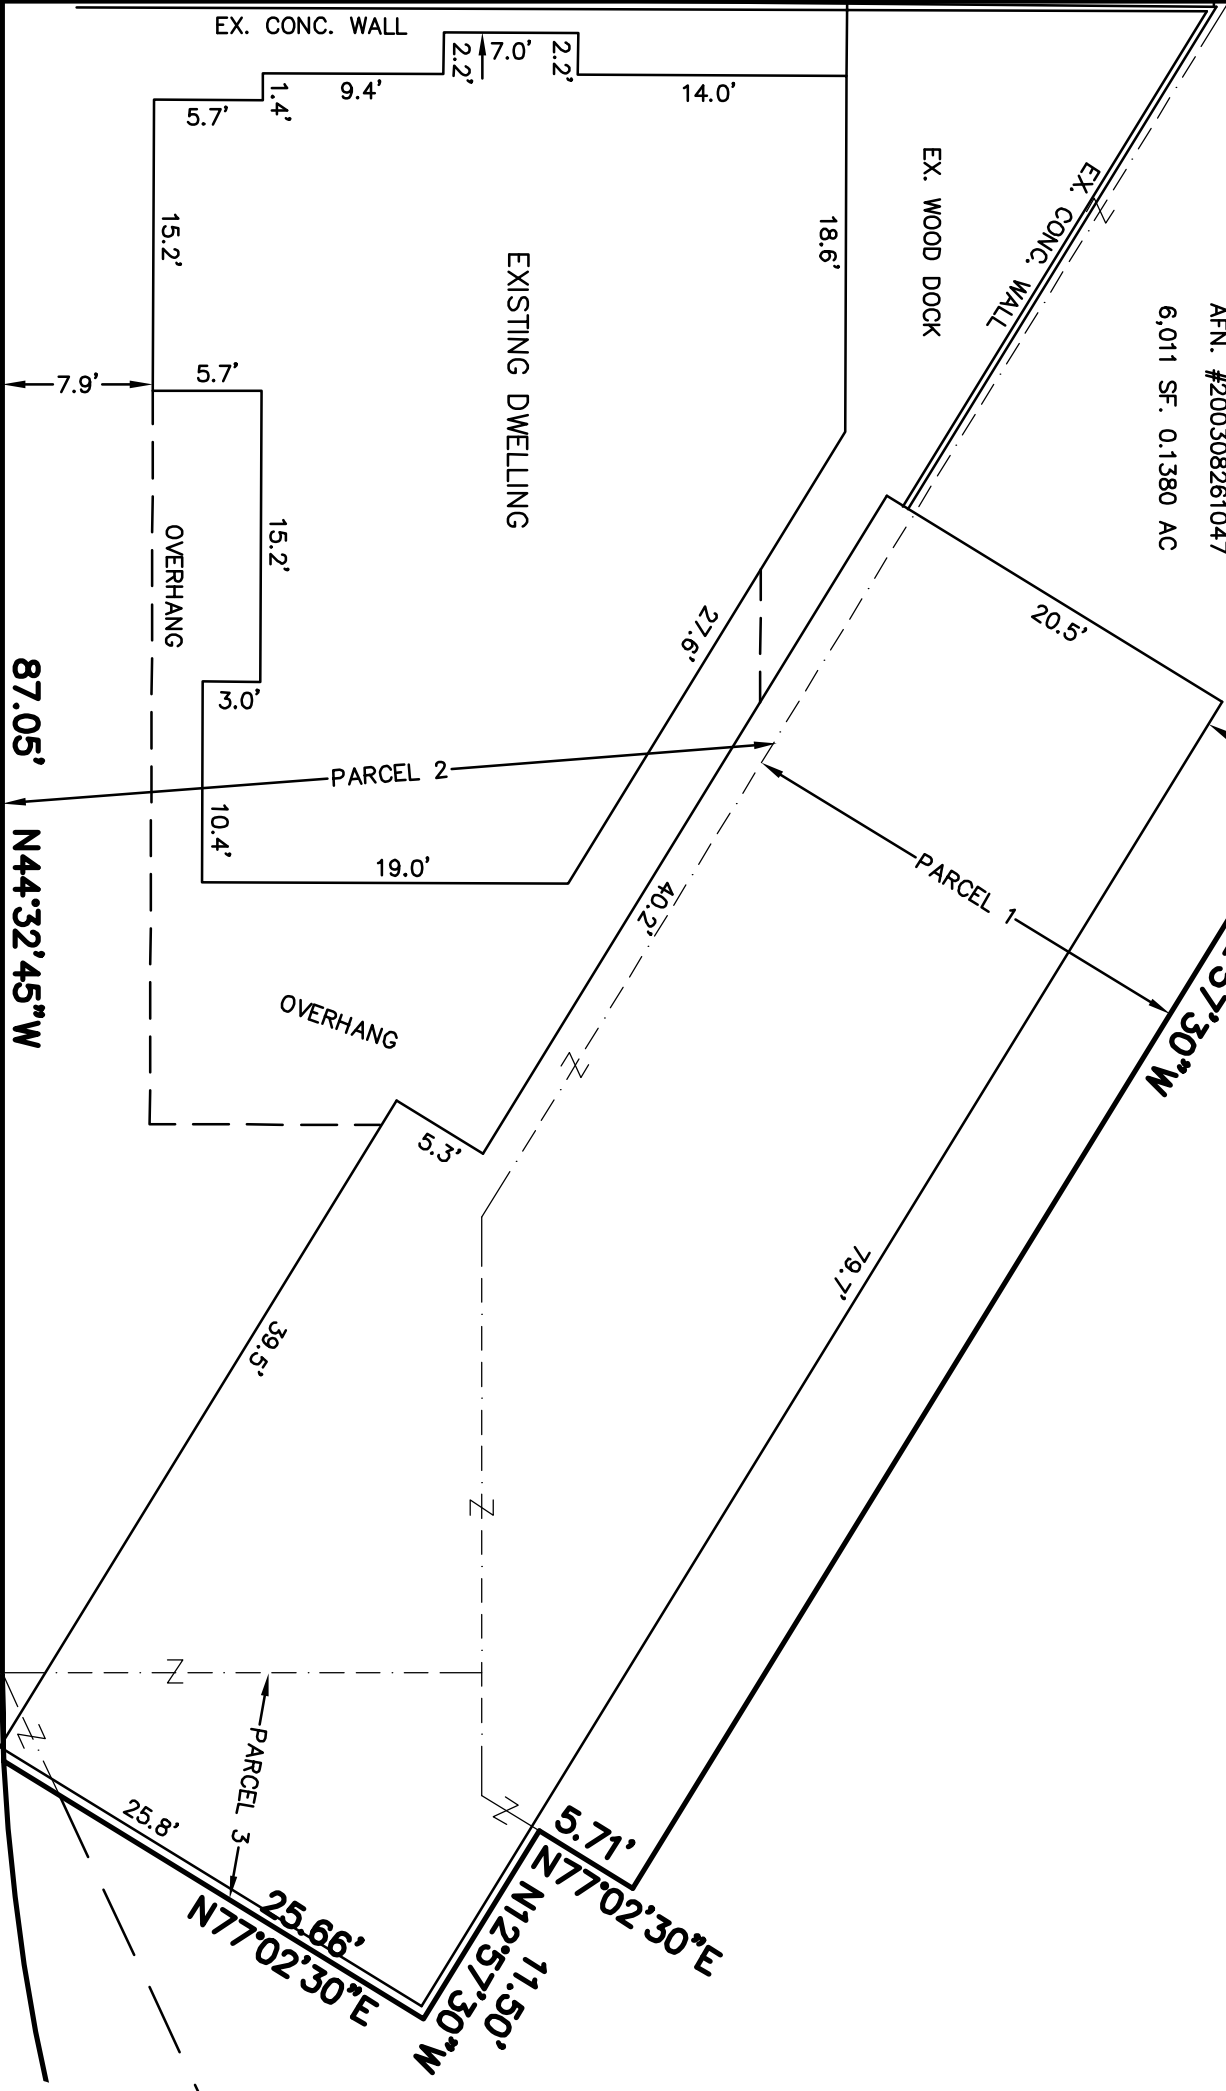 EX. CONC. WALL
2.2'
7.0'
2.2'
9.4'
14.0'
1.4'
5.7'
EX. WOOD DOCK
EX. CONC. WALL
Z
AFN. #200308261047
6,011 SF. 0.1380 AC
15.2'
18.6'
EXISTING DWELLING
7.9'
5.7'
15.2'
OVERHANG
27.6'
20.5'
3.0'
PARCEL 2
10.4'
19.0'
87.05' N44°32'45"W
40.2'
PARCEL 1
57'30"W
OVERHANG
Z
5.3'
79.7'
39.5'
Z
Z
Z
PARCEL 3
25.8'
Z
5.71'
N77°02'30"E
25.66'
N77°02'30"E
11.50'
N12°57'30"W